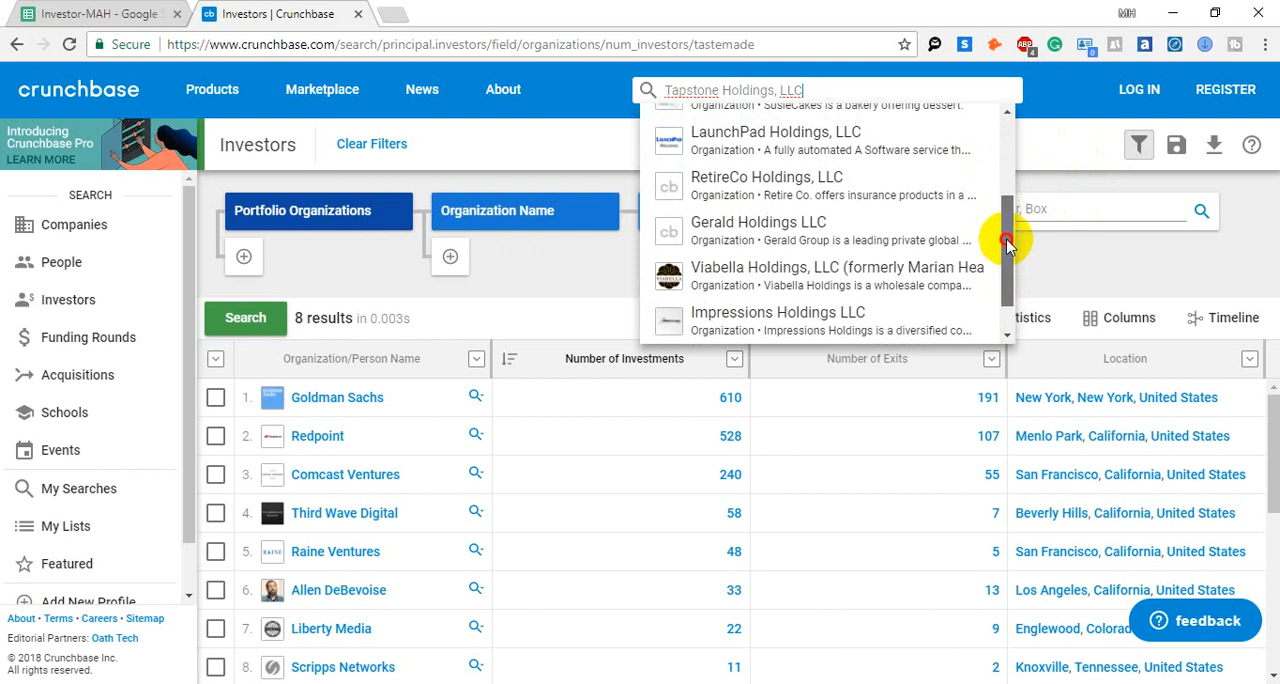 Investor-MAH - Google S
Investors | Crunchbase
MH
Secure
https://www.crunchbase.com/search/principal.investors/field/organizations/num_investors/tastemade
crunchbase
Products
Marketplace
News
About
Tapstone Holdings, LLC
LOG IN
REGISTER
Introducing
Crunchbase Pro
LEARN MORE
Investors
Clear Filters
Organization • SusieCakes is a bakery offering dessert.
LaunchPad Holdings, LLC
Organization • A fully automated A Software service th...
RetireCo Holdings, LLC
Organization • Retire Co. offers insurance products in a ...
Gerald Holdings LLC
Organization • Gerald Group is a leading private global ...
Viabella Holdings, LLC (formerly Marian Hea
Organization • Viabella Holdings is a wholesale compa...
Impressions Holdings LLC
Organization • Impressions Holdings is a diversified co...
SEARCH
Companies
People
Investors
Funding Rounds
Acquisitions
Schools
Events
My Searches
My Lists
Featured
Add New Profile
About • Terms • Careers • Sitemap
Editorial Partners: Oath Tech
© 2018 Crunchbase Inc.
All rights reserved.
Portfolio Organizations
Organization Name
r, Box
Search
8 results in 0.003s
tistics
Columns
Timeline
Organization/Person Name
Number of Investments
Number of Exits
Location
1. Goldman Sachs 610 191 New York, New York, United States
2. Redpoint 528 107 Menlo Park, California, United States
3. Comcast Ventures 240 55 San Francisco, California, United States
4. Third Wave Digital 58 7 Beverly Hills, California, United States
5. Raine Ventures 48 5 San Francisco, California, United States
6. Allen DeBevoise 33 13 Los Angeles, California, United States
7. Liberty Media 22 9 Englewood, Colorad
8. Scripps Networks 11 2 Knoxville, Tennessee, United States
feedback